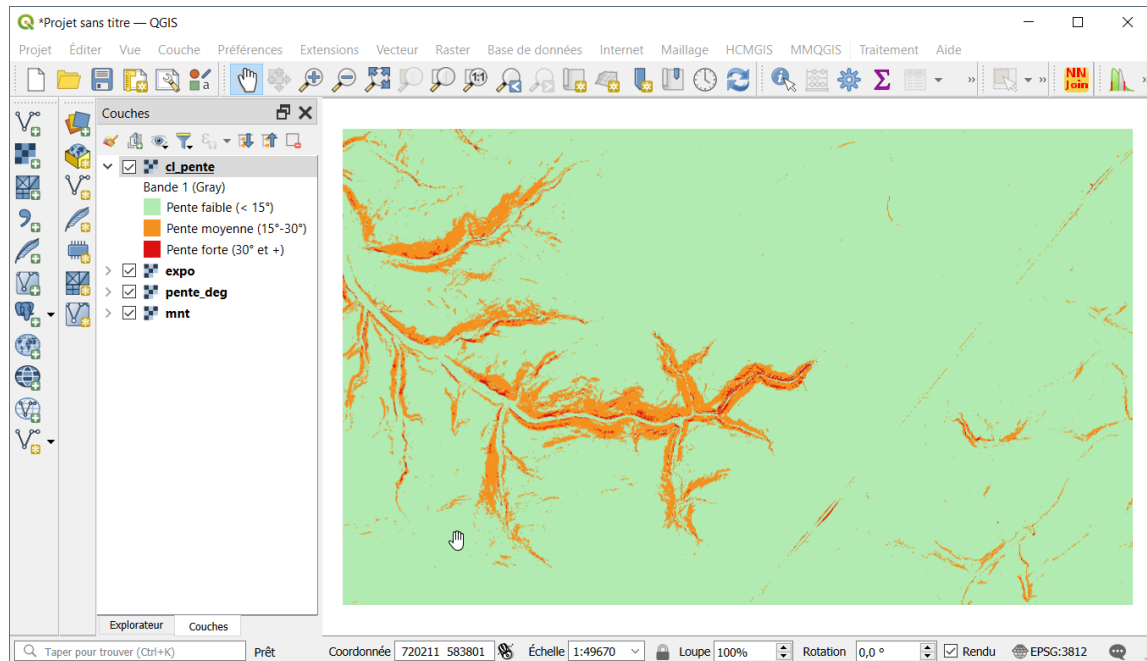 *Projet sans titre — QGIS
Projet Éditer Vue Couche Préférences Extensions Vecteur Raster Base de données Internet Maillage HCMGIS MMQGIS Traitement Aide
1:1
NN
Join
Couches
cl_pente
Bande 1 (Gray)
Pente faible (< 15°)
Pente moyenne (15°-30°)
Pente forte (30° et +)
expo
pente_deg
mnt
Explorateur Couches
Taper pour trouver (Ctrl+K) Prêt Coordonnée 720211 583801 Échelle 1:49670 Loupe 100% Rotation 0,0 ° Rendu EPSG:3812